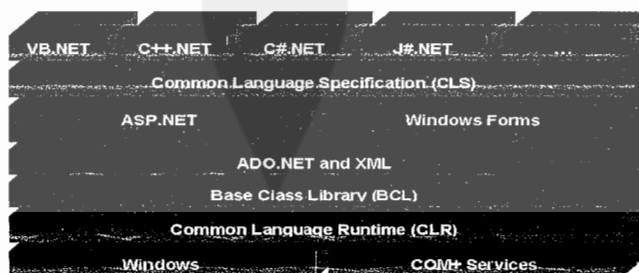 VB.NET C++.NET C#.NET J#.NET ...
Common Language Specification (CLS)
ASP.NET Windows Forms
ADO.NET and XML
Base Class Library (BCL)
Common Language Runtime (CLR)
Windows COM+ Services